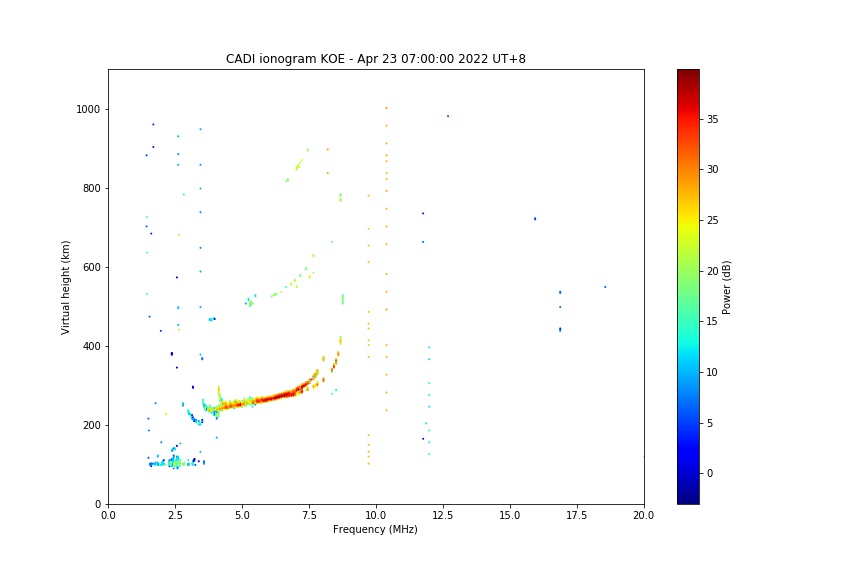 CADI ionogram KOE - Apr 23 07:00:00 2022 UT+8
1000
800
600
400
200
0
Virtual height (km)
0.0 2.5 5.0 7.5 10.0 12.5 15.0 17.5 20.0
Frequency (MHz)
35
30
25
20
15
10
5
0
Power (dB)